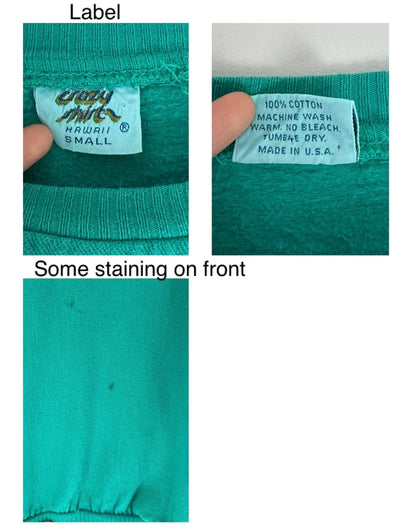 Label
crazy
shirts
HAWAII ®
SMALL
100% COTTON
MACHINE WASH
WARM. NO BLEACH.
TUMBLE DRY.
MADE IN U.S.A.
Some staining on front